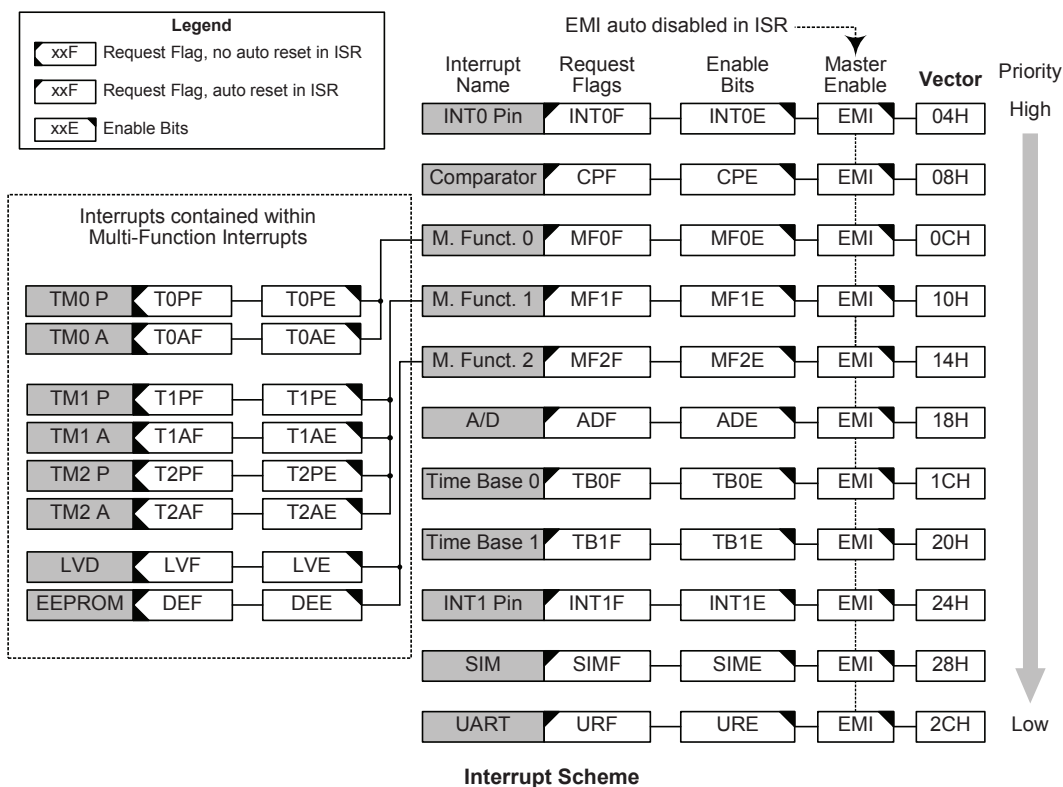 Legend
xxF Request Flag, no auto reset in ISR
xxF Request Flag, auto reset in ISR
xxE Enable Bits
EMI auto disabled in ISR
Interrupt Name Request Flags Enable Bits Master Enable Vector Priority
INT0 Pin INT0F INT0E EMI 04H High
Comparator CPF CPE EMI 08H
Interrupts contained within
Multi-Function Interrupts
M. Funct. 0 MF0F MF0E EMI 0CH
TM0 P T0PF T0PE
M. Funct. 1 MF1F MF1E EMI 10H
TM0 A T0AF T0AE
M. Funct. 2 MF2F MF2E EMI 14H
TM1 P T1PF T1PE
A/D ADF ADE EMI 18H
TM1 A T1AF T1AE
TM2 P T2PF T2PE
Time Base 0 TB0F TB0E EMI 1CH
TM2 A T2AF T2AE
Time Base 1 TB1F TB1E EMI 20H
LVD LVF LVE
EEPROM DEF DEE
INT1 Pin INT1F INT1E EMI 24H
SIM SIMF SIME EMI 28H
UART URF URE EMI 2CH Low
Interrupt Scheme